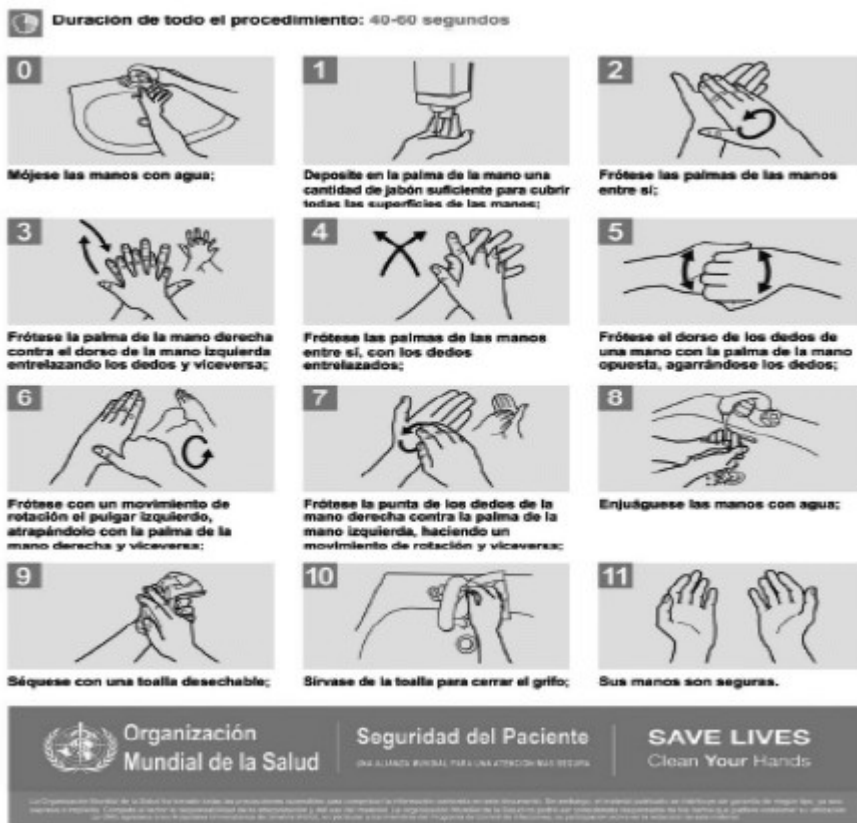 Duración de todo el procedimiento: 40-60 segundos
0
Mójese las manos con agua;
1
Deposite en la palma de la mano una
cantidad de jabón suficiente para cubrir
todas las superficies de las manos;
2
Frótese las palmas de las manos
entre sí;
3
Frótese la palma de la mano derecha
contra el dorso de la mano izquierda
entrelazando los dedos y viceversa;
4
Frótese las palmas de las manos
entre sí, con los dedos
entrelazados;
5
Frótese el dorso de los dedos de
una mano con la palma de la mano
opuesta, agarrándose los dedos;
6
Frótese con un movimiento de
rotación el pulgar izquierdo,
atrapándolo con la palma de la
mano derecha y viceversa;
7
Frótese la punta de los dedos de la
mano derecha contra la palma de la
mano izquierda, haciendo un
movimiento de rotación y viceversa;
8
Enjuáguese las manos con agua;
9
Séquese con una toalla desechable;
10
Sírvase de la toalla para cerrar el grifo;
11
Sus manos son seguras.
Organización
Mundial de la Salud
Seguridad del Paciente
UNA ALIANZA MUNDIAL PARA UNA ATENCIÓN MÁS SEGURA
SAVE LIVES
Clean Your Hands